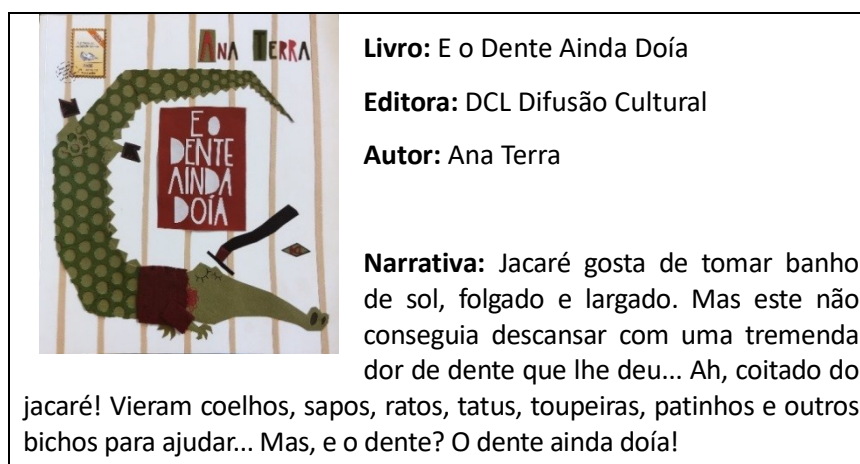 ANA TERRA
E O
DENTE
AINDA
DOÍA
Livro: E o Dente Ainda Doía
Editora: DCL Difusão Cultural
Autor: Ana Terra
Narrativa: Jacaré gosta de tomar banho
de sol, folgado e largado. Mas este não
conseguia descansar com uma tremenda
dor de dente que lhe deu... Ah, coitado do
jacaré! Vieram coelhos, sapos, ratos, tatus, toupeiras, patinhos e outros
bichos para ajudar... Mas, e o dente? O dente ainda doía!